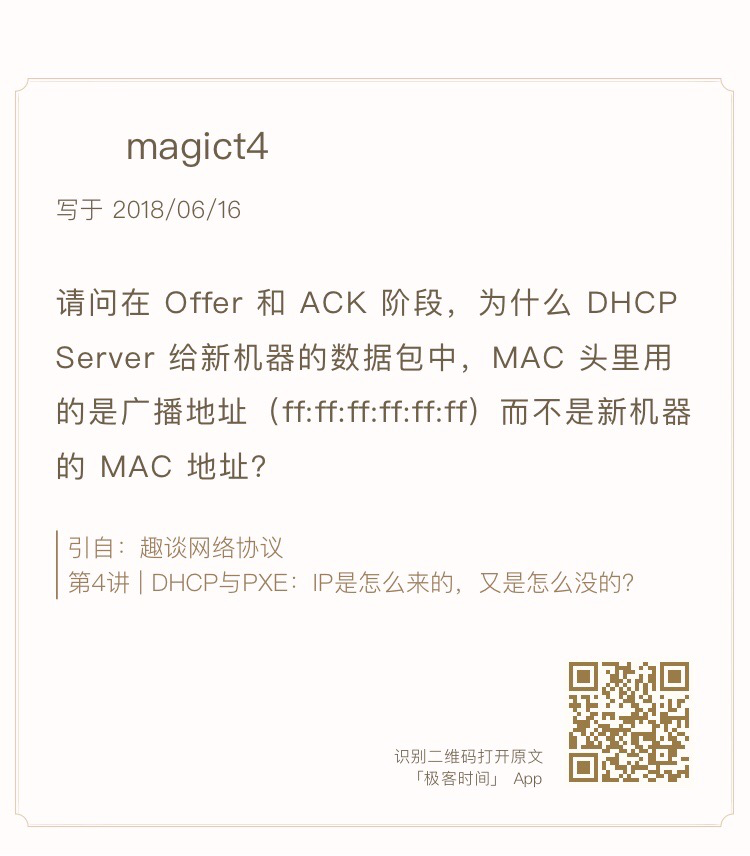 magict4
写于 2018/06/16
请问在 Offer 和 ACK 阶段，为什么 DHCP
Server 给新机器的数据包中，MAC 头里用
的是广播地址（ff:ff:ff:ff:ff:ff）而不是新机器
的 MAC 地址？
引自：趣谈网络协议
第4讲 | DHCP与PXE：IP是怎么来的，又是怎么没的？
识别二维码打开原文
「极客时间」 App